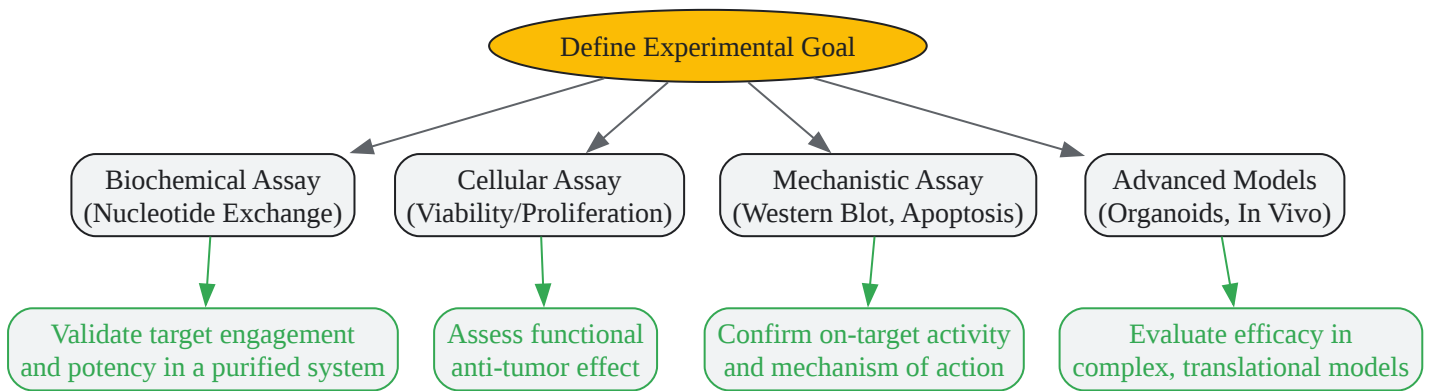 Define Experimental Goal
Biochemical Assay
(Nucleotide Exchange)
Cellular Assay
(Viability/Proliferation)
Mechanistic Assay
(Western Blot, Apoptosis)
Advanced Models
(Organoids, In Vivo)
Validate target engagement
and potency in a purified system
Assess functional
anti-tumor effect
Confirm on-target activity
and mechanism of action
Evaluate efficacy in
complex, translational models